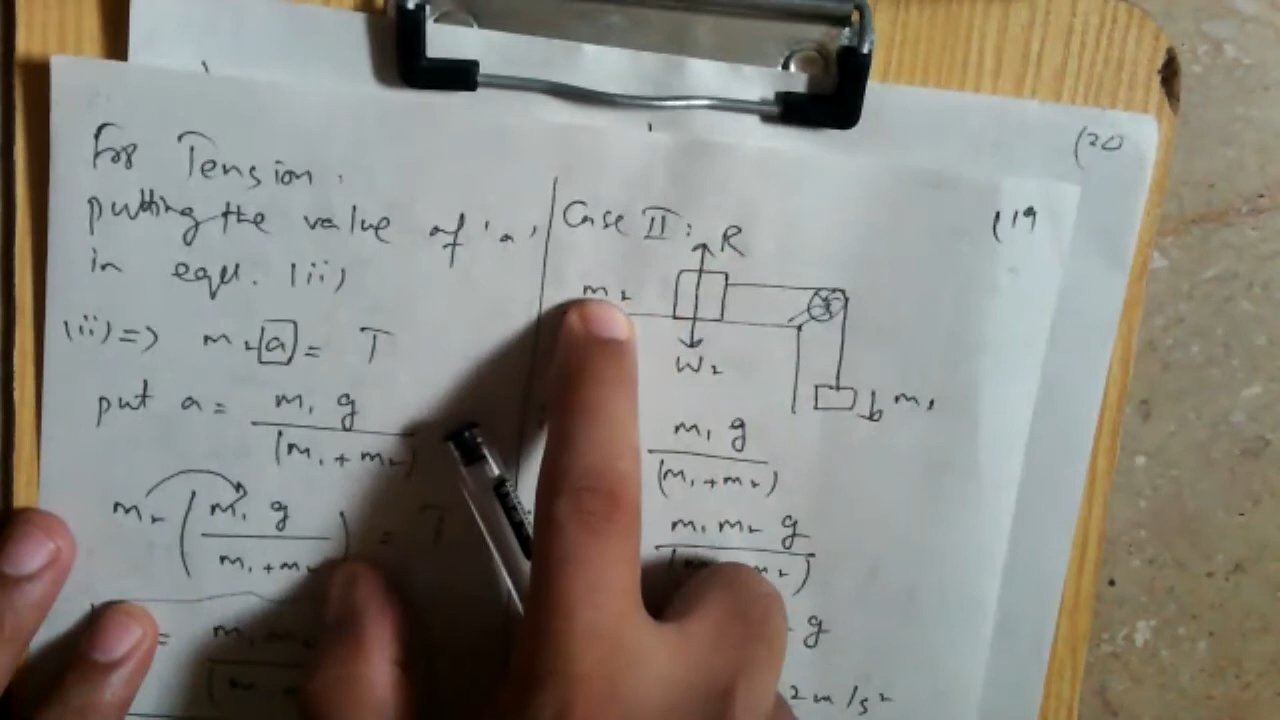 For Tension:
putting the value of 'a'
in equ. (ii)
(ii) => m₂ a = T
put a = m₁ g / (m₁ + m₂)
m₂ ( m₁ g / m₁ + m₂ ) = T
=
(20
(19
Case II:
R
m₂
W₂
m₁
m₁ g / (m₁ + m₂)
m₁ m₂ g
g
2 m/s²